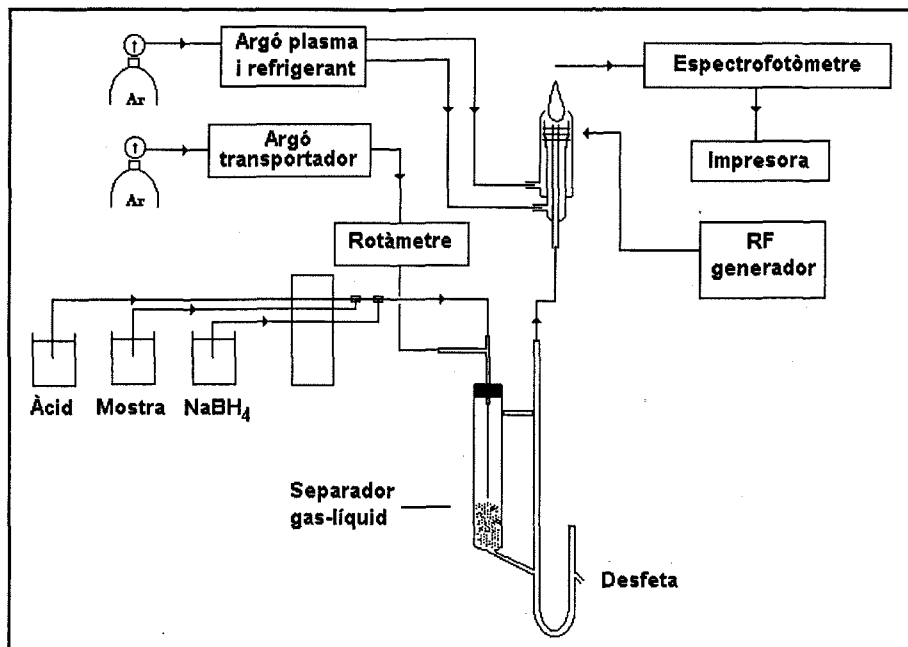 Argó plasma
i refrigerant
Espectrofotòmetre
Ar
Argó
transportador
Impresora
Ar
Rotàmetre
RF
generador
Àcid
Mostra
NaBH4
Separador
gas-líquid
Desfeta